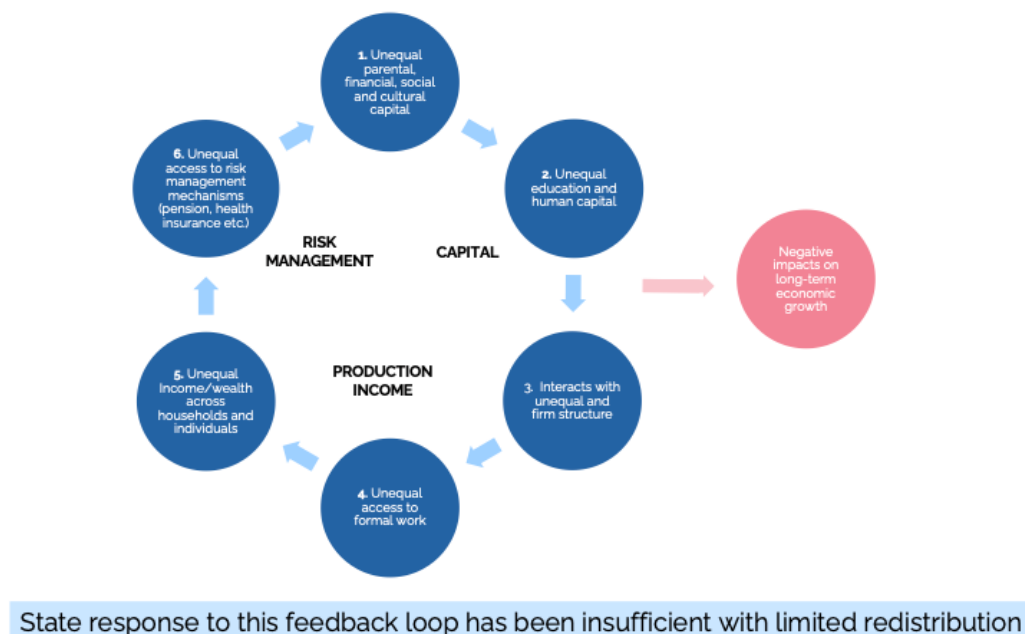 1. Unequal
parental,
financial, social
and cultural
capital
2. Unequal
education and
human capital
3. Interacts with
unequal and
firm structure
4. Unequal
access to
formal work
5. Unequal
Income/wealth
across
households and
individuals
6. Unequal
access to risk
management
mechanisms
(pension, health
insurance etc.)
RISK
MANAGEMENT
CAPITAL
PRODUCTION
INCOME
Negative
impacts on
long-term
economic
growth
State response to this feedback loop has been insufficient with limited redistribution